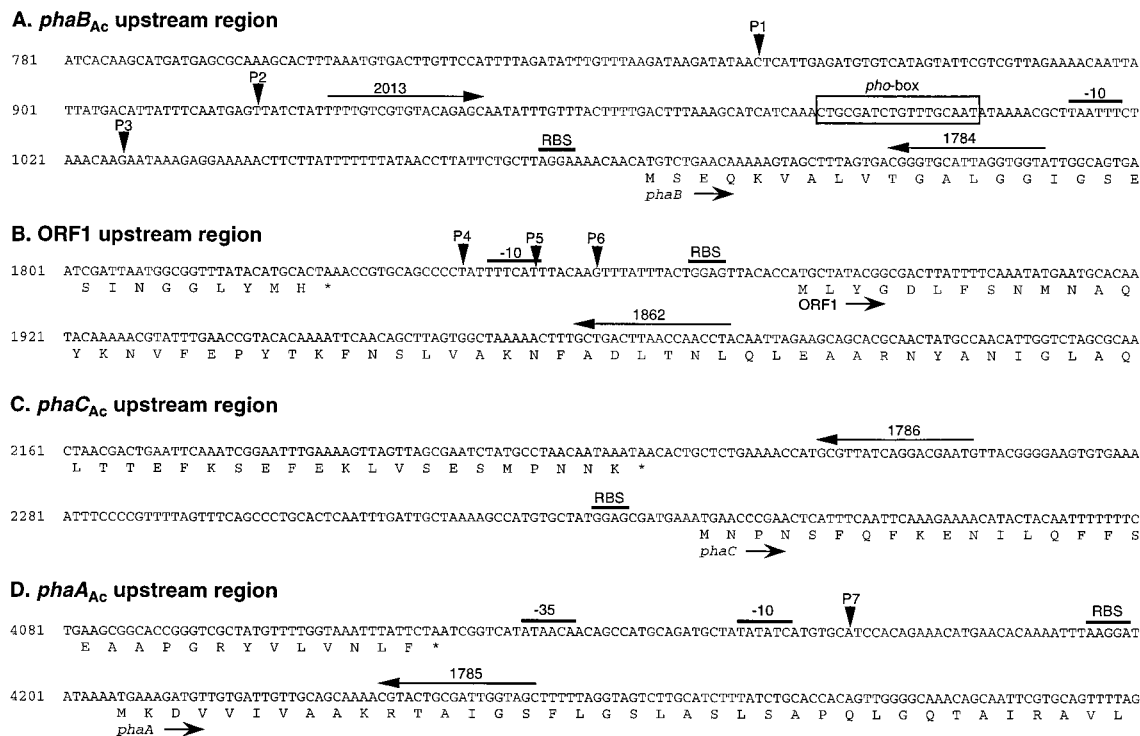 A. phaBAc upstream region
P1
781 ATCACAAGCATGATGAGCGCAAAGCACTTTAAATGTGACTTGTTCCATTTTAGATATTTGTTTAAGATAAGATATAACTCATTGAGATGTGTCATAGTATTCGTCGTTAGAAAACAATTA
P2 2013 pho-box -10
901 TTATGACATTATTTCAATGAGTTATCTATTTTTGTCGTGTACAGAGCAATATTTGTTTACTTTTGACTTTAAAGCATCATCAAACTGCGATCTGTTTGCAATATAAAACGCTTAATTTCT
P3 RBS 1784
1021 AAACAAGAATAAAGAGGAAAAACTTCTTATTTTTTTATAACCTTATTCTGCTTAGGAAAACAACATGTCTGAACAAAAAGTAGCTTTAGTGACGGGTGCATTAGGTGGTATTGGCAGTGA
M S E Q K V A L V T G A L G G I G S E
phaB
B. ORF1 upstream region
P4 -10 P5 P6 RBS
1801 ATCGATTAATGGCGGTTTATACATGCACTAAACCGTGCAGCCCCTATTTTCATTTACAAGTTTATTTACTGGAGTTACACCATGCTATACGGCGACTTATTTTCAAATATGAATGCACAA
S I N G G L Y M H * M L Y G D L F S N M N A Q
ORF1
1862
1921 TACAAAAACGTATTTGAACCGTACACAAAATTCAACAGCTTAGTGGCTAAAAACTTTGCTGACTTAACCAACCTACAATTAGAAGCAGCACGCAACTATGCCAACATTGGTCTAGCGCAA
Y K N V F E P Y T K F N S L V A K N F A D L T N L Q L E A A R N Y A N I G L A Q
C. phaCAc upstream region
1786
2161 CTAACGACTGAATTCAAATCGGAATTTGAAAAGTTAGTTAGCGAATCTATGCCTAACAATAAATAACACTGCTCTGAAAACCATGCGTTATCAGGACGAATGTTACGGGGAAGTGTGAAA
L T T E F K S E F E K L V S E S M P N N K *
RBS
2281 ATTTCCCCGTTTTAGTTTCAGCCCTGCACTCAATTTGATTGCTAAAAGCCATGTGCTATGGAGCGATGAAATGAACCCGAACTCATTTCAATTCAAAGAAAACATACTACAATTTTTTTC
M N P N S F Q F K E N I L Q F F S
phaC
D. phaAAc upstream region
-35 -10 P7 RBS
4081 TGAAGCGGCACCGGGTCGCTATGTTTTGGTAAATTTATTCTAATCGGTCATATAACAACAGCCATGCAGATGCTATATATCATGTGCATCCACAGAAACATGAACACAAAATTTAAGGAT
E A A P G R Y V L V N L F *
1785
4201 ATAAAATGAAAGATGTTGTGATTGTTGCAGCAAAACGTACTGCGATTGGTAGCTTTTTAGGTAGTCTTGCATCTTTATCTGCACCACAGTTGGGGCAAACAGCAATTCGTGCAGTTTTAG
M K D V V I V A A K R T A I G S F L G S L A S L S A P Q L G Q T A I R A V L
phaA